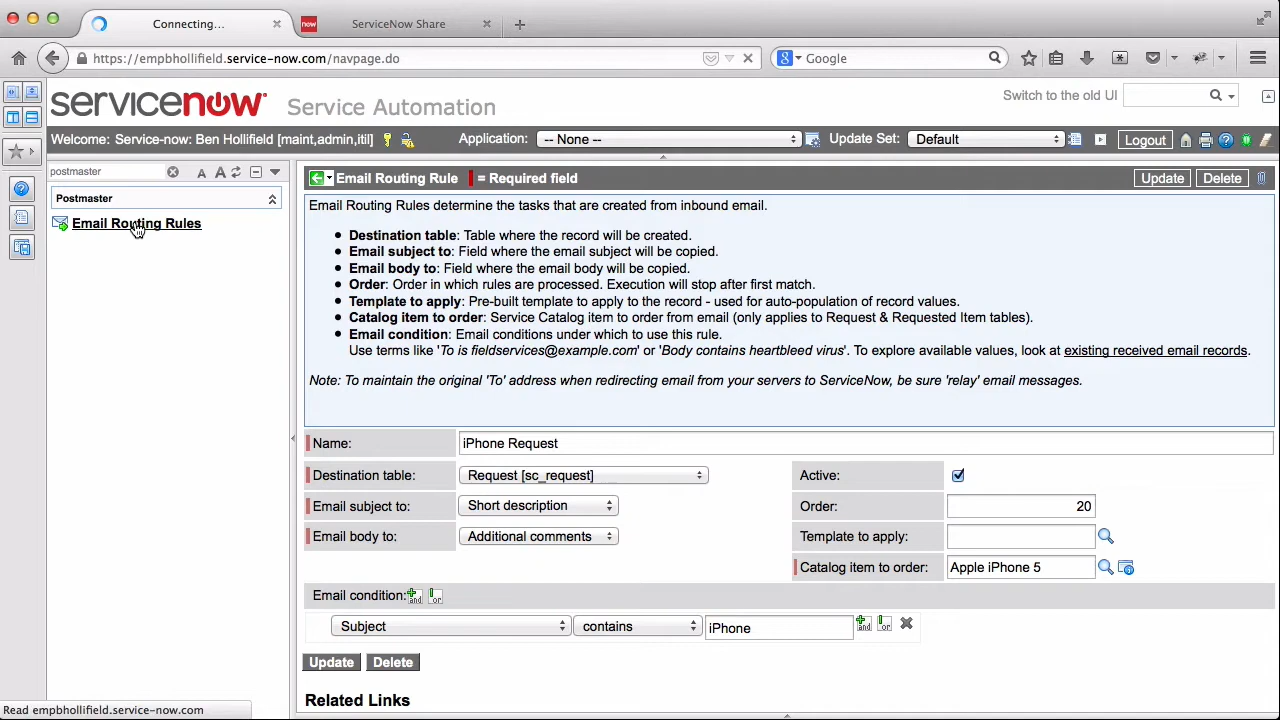 Connecting...
now
ServiceNow Share
https://empbhollifield.service-now.com/navpage.do
Google
servicenow Service Automation
Switch to the old UI
Welcome: Service-now: Ben Hollifield [maint,admin,itil]
Application: -- None --
Update Set: Default
Logout
postmaster
A A
Postmaster
Email Routing Rules
Email Routing Rule = Required field
Update Delete
Email Routing Rules determine the tasks that are created from inbound email.
Destination table: Table where the record will be created.
Email subject to: Field where the email subject will be copied.
Email body to: Field where the email body will be copied.
Order: Order in which rules are processed. Execution will stop after first match.
Template to apply: Pre-built template to apply to the record - used for auto-population of record values.
Catalog item to order: Service Catalog item to order from email (only applies to Request & Requested Item tables).
Email condition: Email conditions under which to use this rule.
Use terms like 'To is fieldservices@example.com' or 'Body contains heartbleed virus'. To explore available values, look at existing received email records.
Note: To maintain the original 'To' address when redirecting email from your servers to ServiceNow, be sure 'relay' email messages.
Name: iPhone Request
Destination table: Request [sc_request]
Active:
Email subject to: Short description
Order: 20
Email body to: Additional comments
Template to apply:
Catalog item to order: Apple iPhone 5
Email condition: and or
Subject contains iPhone and or
Update Delete
Related Links
Read empbhollifield.service-now.com